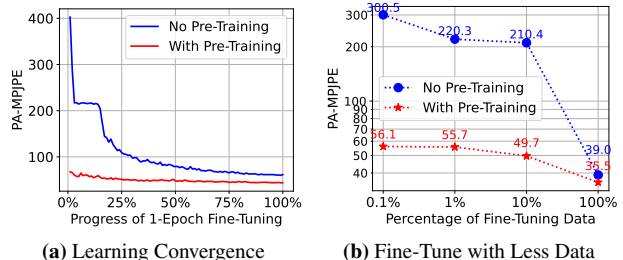 400
300
200
100
PA-MPJPE
No Pre-Training
With Pre-Training
0% 25% 50% 75% 100%
Progress of 1-Epoch Fine-Tuning
(a) Learning Convergence
300
200
100
90
80
70
60
50
40
PA-MPJPE
300.5
220.3
210.4
39.0
No Pre-Training
With Pre-Training
56.1
55.7
49.7
35.5
0.1% 1% 10% 100%
Percentage of Fine-Tuning Data
(b) Fine-Tune with Less Data